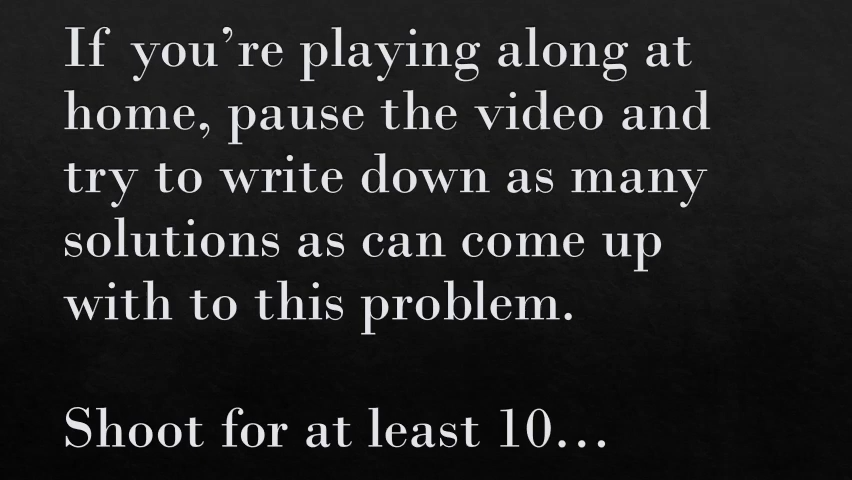 If you’re playing along at
home, pause the video and
try to write down as many
solutions as can come up
with to this problem.
Shoot for at least 10…